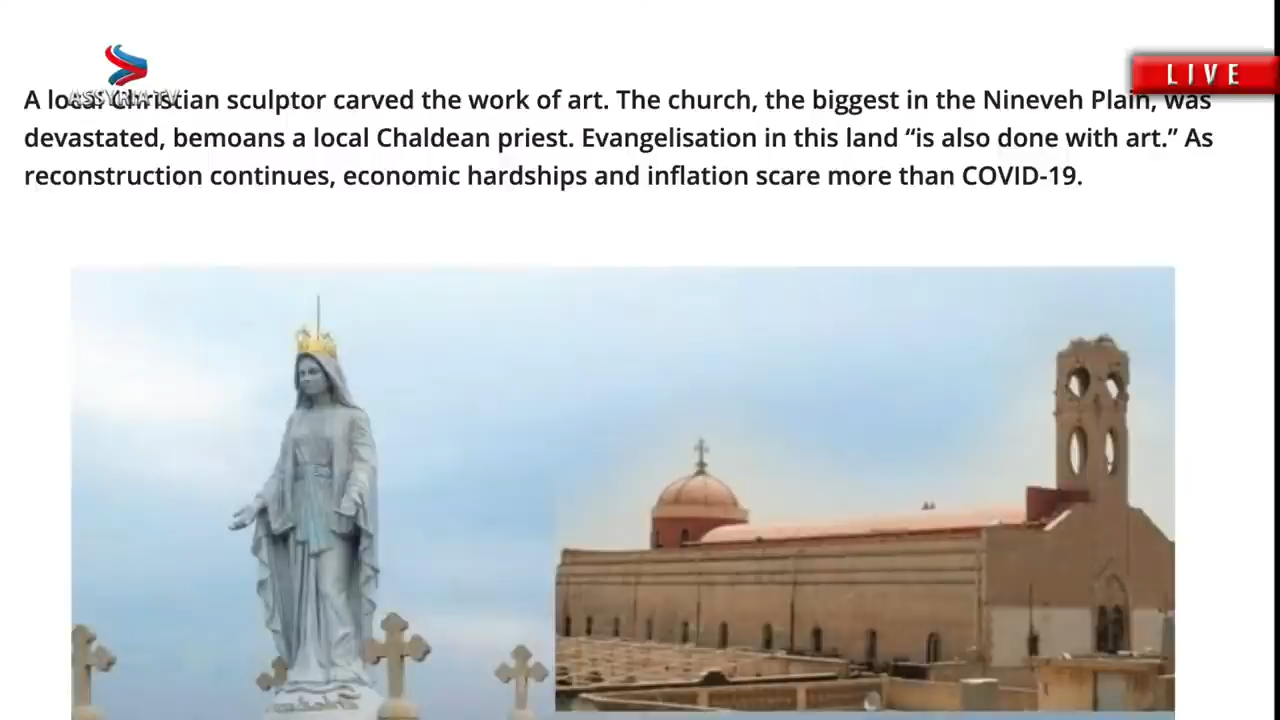 ASSYRIA TV
LIVE
A local Christian sculptor carved the work of art. The church, the biggest in the Nineveh Plain, was
devastated, bemoans a local Chaldean priest. Evangelisation in this land “is also done with art.” As
reconstruction continues, economic hardships and inflation scare more than COVID-19.